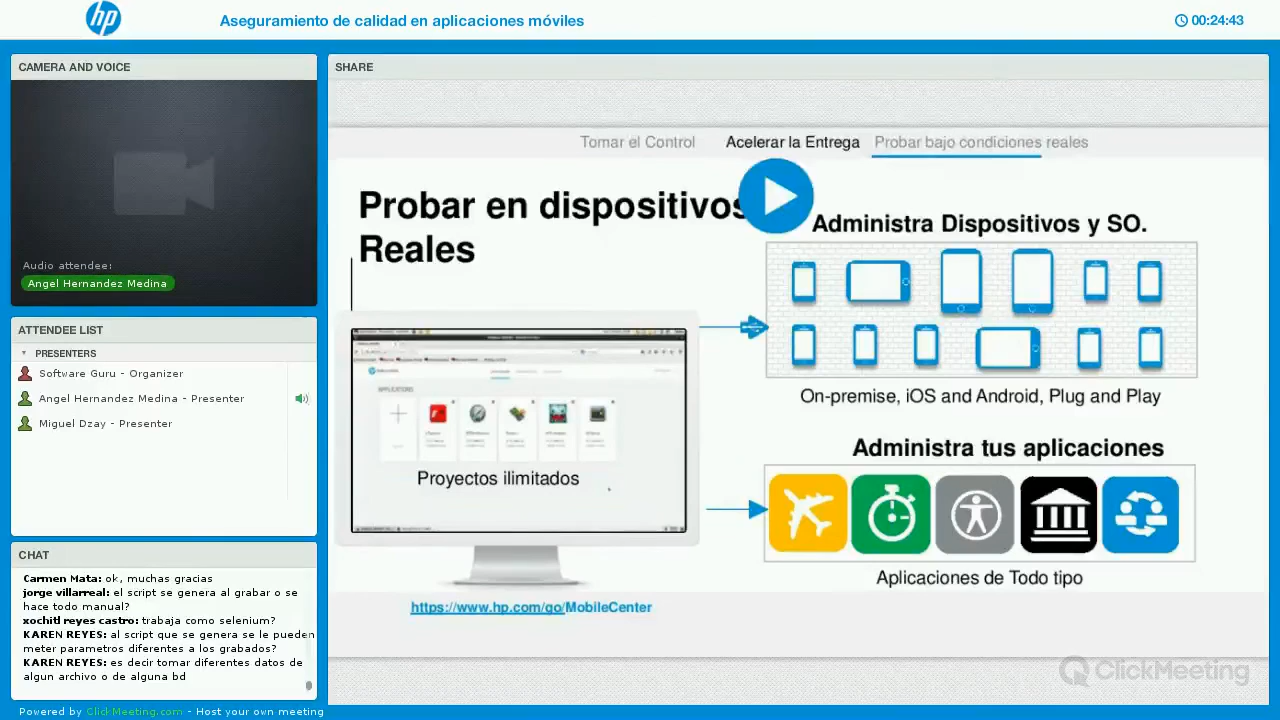 hp
Aseguramiento de calidad en aplicaciones móviles
00:24:43
CAMERA AND VOICE
Audio attendee:
Angel Hernandez Medina
ATTENDEE LIST
PRESENTERS
Software Guru - Organizer
Angel Hernandez Medina - Presenter
Miguel Dzay - Presenter
CHAT
Carmen Mata: ok, muchas gracias
jorge villarreal: el script se genera al grabar o se
hace todo manual?
xochitl reyes castro: trabaja como selenium?
KAREN REYES: al script que se genera se le pueden
meter parametros diferentes a los grabados?
KAREN REYES: es decir tomar diferentes datos de
algun archivo o de alguna bd
SHARE
Tomar el Control
Acelerar la Entrega
Probar bajo condiciones reales
Probar en dispositivos
Reales
APPLICATIONS
Proyectos ilimitados
https://www.hp.com/go/MobileCenter
Administra Dispositivos y SO.
On-premise, iOS and Android, Plug and Play
Administra tus aplicaciones
Aplicaciones de Todo tipo
ClickMeeting
Powered by ClickMeeting.com - Host your own meeting